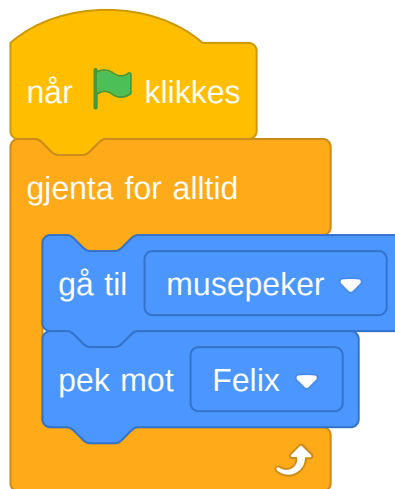 når klikkes
gjenta for alltid
gå til musepeker
pek mot Felix